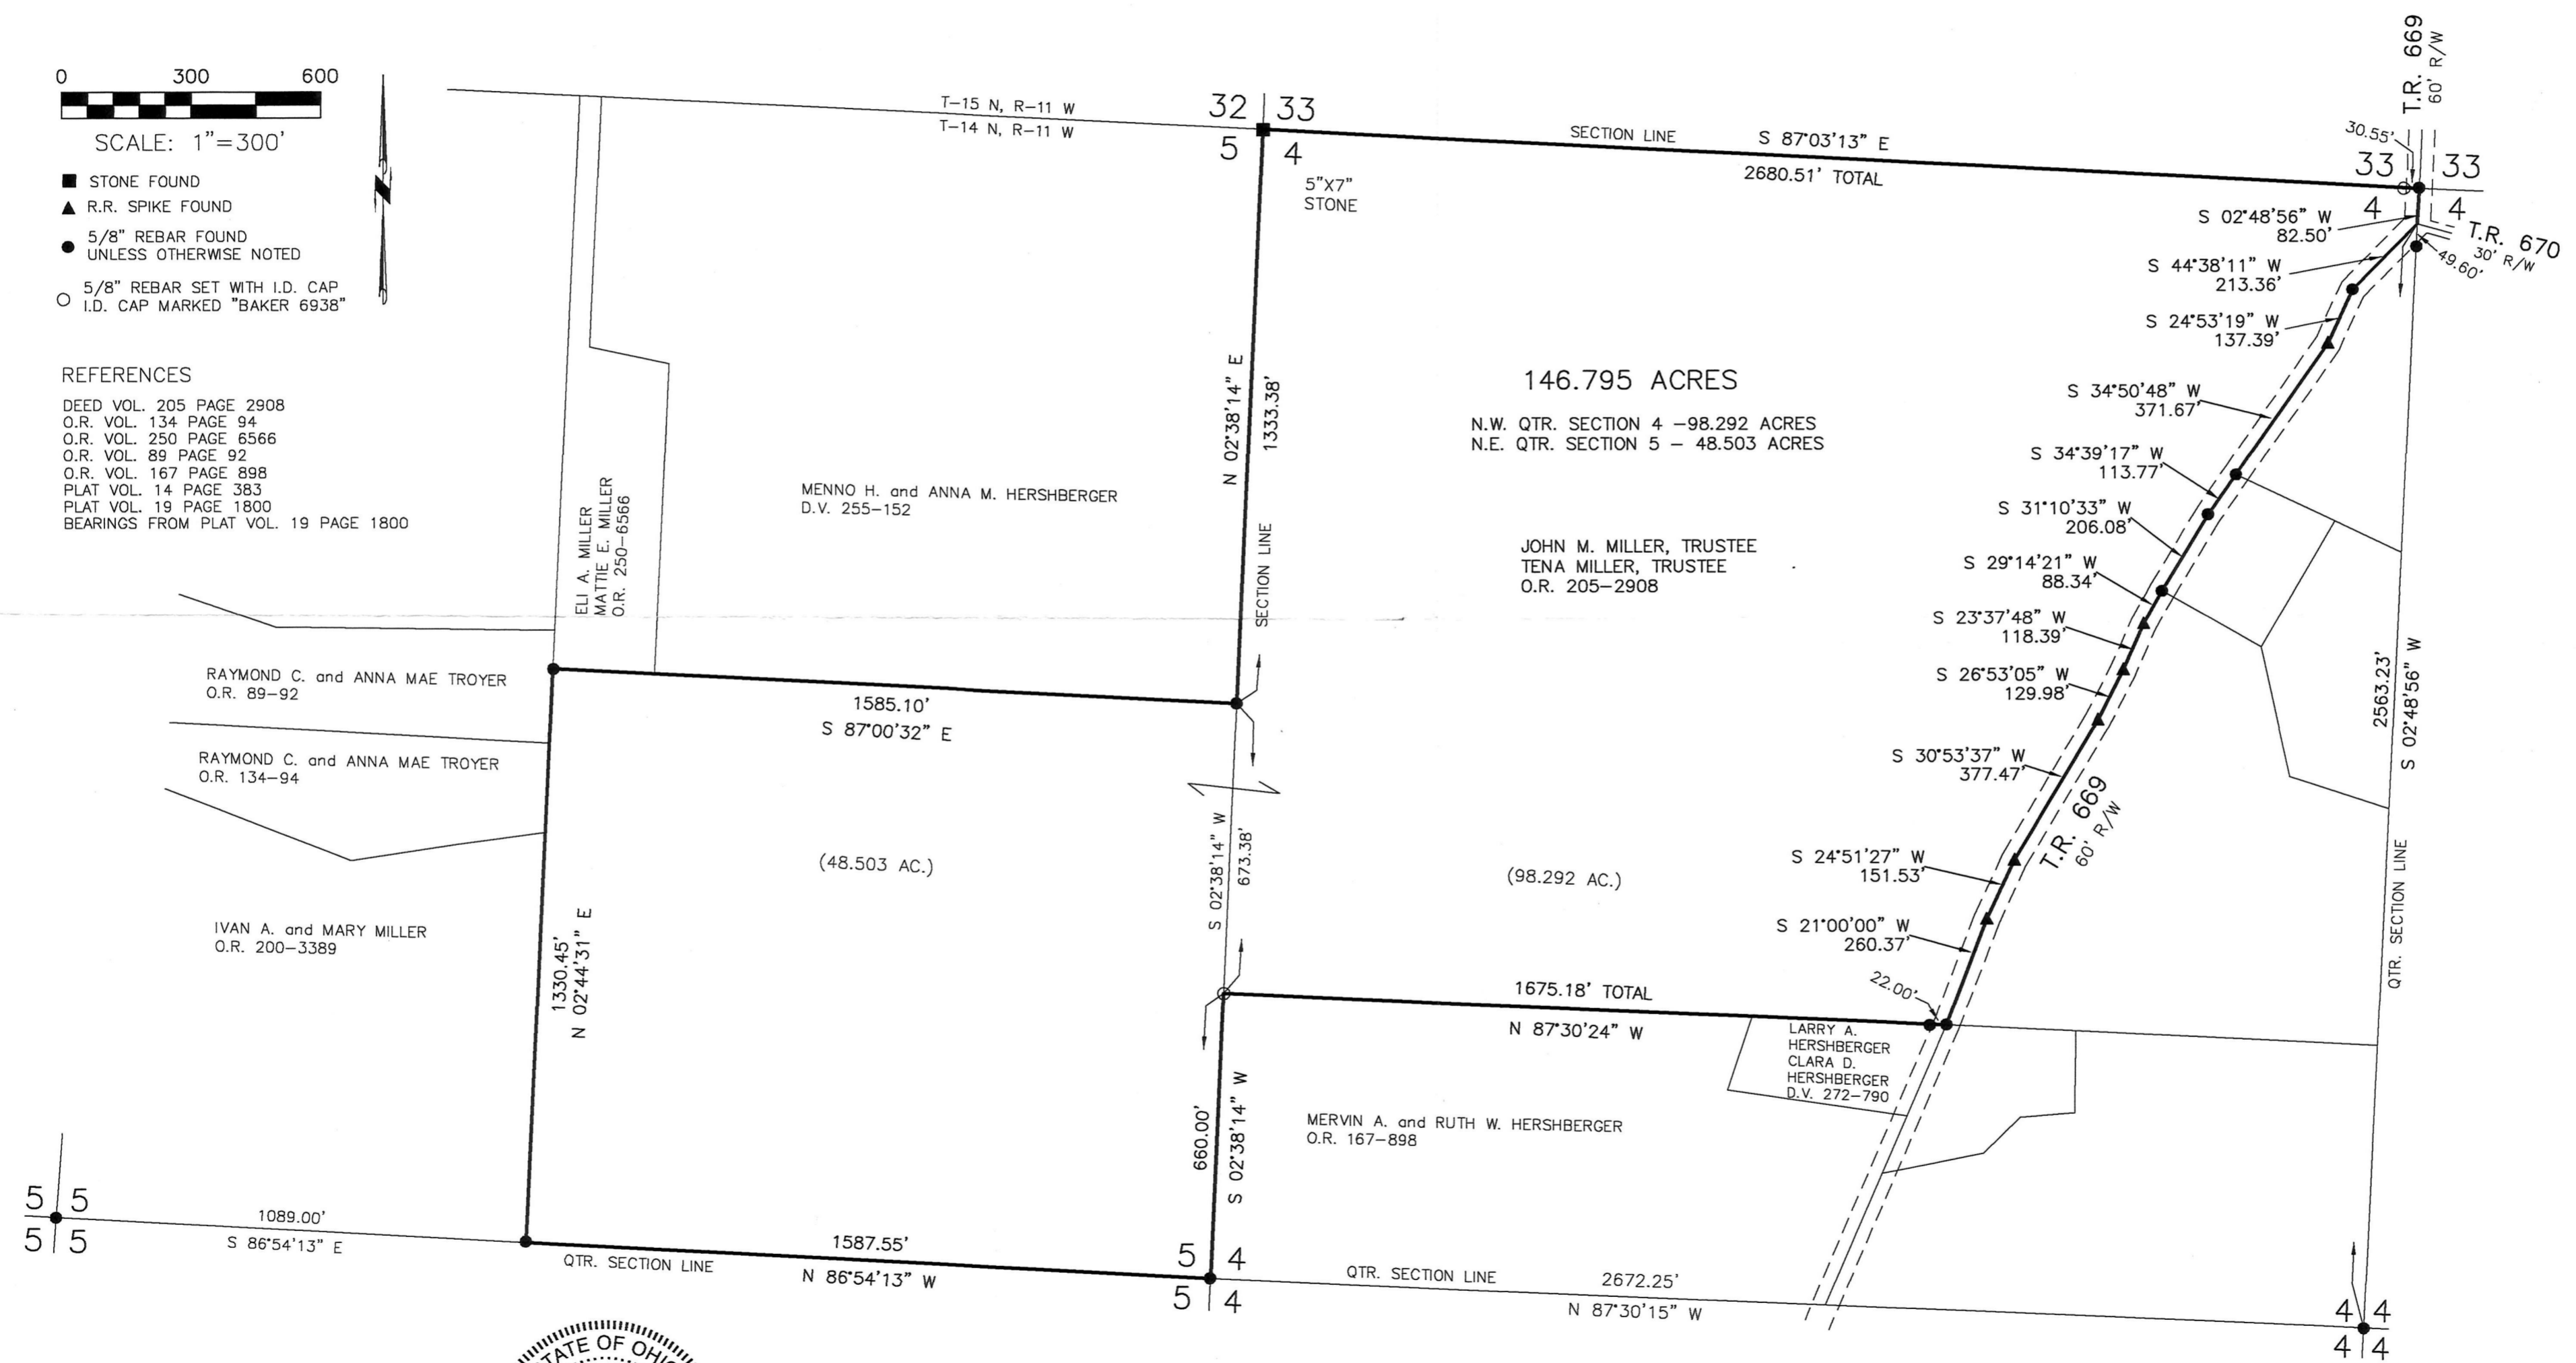 0 300 600
SCALE: 1"=300'
STONE FOUND
R.R. SPIKE FOUND
5/8" REBAR FOUND
UNLESS OTHERWISE NOTED
5/8" REBAR SET WITH I.D. CAP
I.D. CAP MARKED "BAKER 6938"
REFERENCES
DEED VOL. 205 PAGE 2908
O.R. VOL. 134 PAGE 94
O.R. VOL. 250 PAGE 6566
O.R. VOL. 89 PAGE 92
O.R. VOL. 167 PAGE 898
PLAT VOL. 14 PAGE 383
PLAT VOL. 19 PAGE 1800
BEARINGS FROM PLAT VOL. 19 PAGE 1800
T-15 N, R-11 W
T-14 N, R-11 W
32 33
5 4
5"X7"
STONE
SECTION LINE
S 87°03'13" E
2680.51' TOTAL
T.R. 669
60' R/W
30.55'
33 33
4 4
T.R. 670
30' R/W
49.60'
S 02°48'56" W
82.50'
S 44°38'11" W
213.36'
S 24°53'19" W
137.39'
S 34°50'48" W
371.67'
S 34°39'17" W
113.77'
S 31°10'33" W
206.08'
S 29°14'21" W
88.34'
S 23°37'48" W
118.39'
S 26°53'05" W
129.98'
S 30°53'37" W
377.47'
S 24°51'27" W
151.53'
S 21°00'00" W
260.37'
22.00'
T.R. 669
60' R/W
2563.23'
S 02°48'56" W
QTR. SECTION LINE
N 02°38'14" E
1333.38'
SECTION LINE
146.795 ACRES
N.W. QTR. SECTION 4 -98.292 ACRES
N.E. QTR. SECTION 5 - 48.503 ACRES
JOHN M. MILLER, TRUSTEE
TENA MILLER, TRUSTEE
O.R. 205-2908
MENNO H. and ANNA M. HERSHBERGER
D.V. 255-152
ELI A. MILLER
MATTIE E. MILLER
O.R. 250-6566
RAYMOND C. and ANNA MAE TROYER
O.R. 89-92
RAYMOND C. and ANNA MAE TROYER
O.R. 134-94
IVAN A. and MARY MILLER
O.R. 200-3389
1585.10'
S 87°00'32" E
(48.503 AC.)
1330.45'
N 02°44'31" E
S 02°38'14" W
673.38'
(98.292 AC.)
1675.18' TOTAL
N 87°30'24" W
LARRY A.
HERSHBERGER
CLARA D.
HERSHBERGER
D.V. 272-790
MERVIN A. and RUTH W. HERSHBERGER
O.R. 167-898
660.00'
S 02°38'14" W
5 5
5 5
1089.00'
S 86°54'13" E
QTR. SECTION LINE
1587.55'
N 86°54'13" W
5 4
5 4
QTR. SECTION LINE
2672.25'
N 87°30'15" W
4 4
4 4
STATE OF OHIO